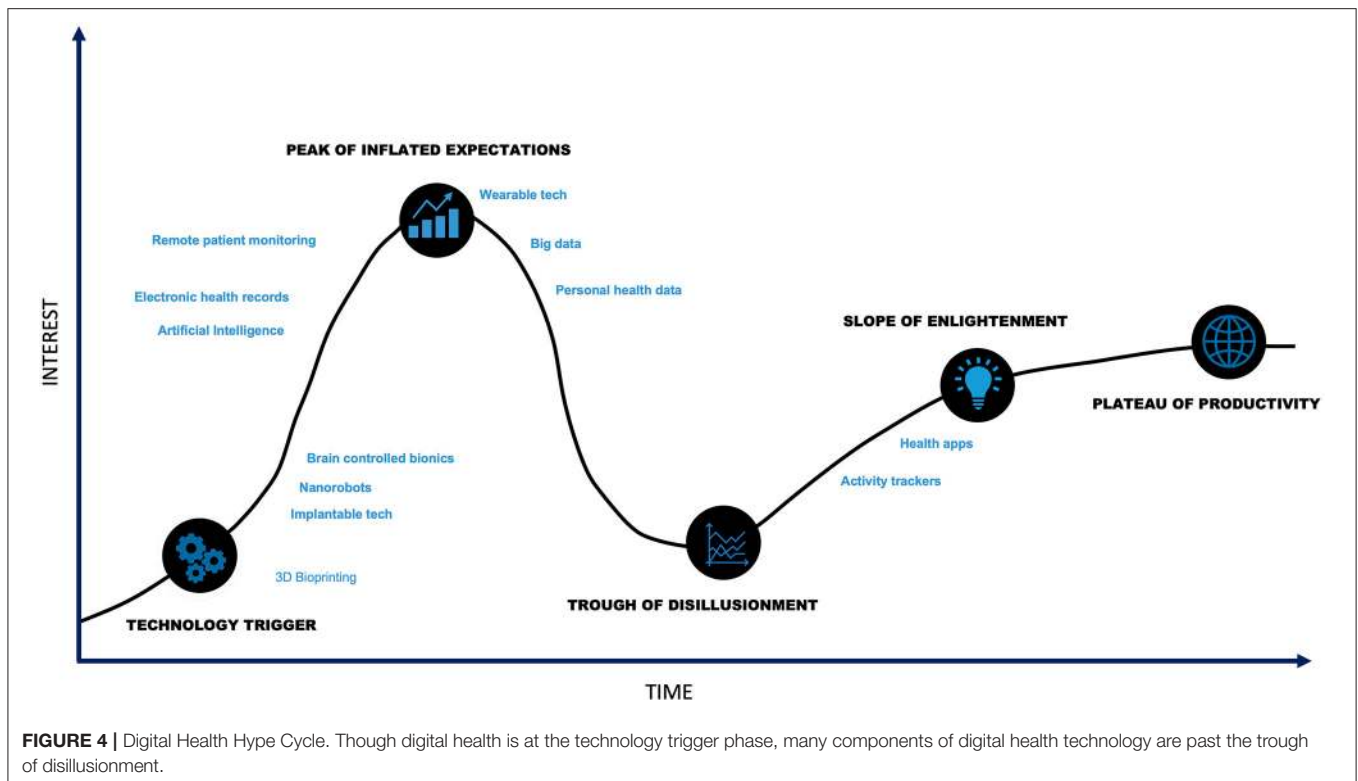 PEAK OF INFLATED EXPECTATIONS
Wearable tech
Remote patient monitoring
Big data
Personal health data
Electronic health records
Artificial Intelligence
SLOPE OF ENLIGHTENMENT
INTEREST
PLATEAU OF PRODUCTIVITY
Health apps
Brain controlled bionics
Activity trackers
Nanorobots
Implantable tech
3D Bioprinting
TROUGH OF DISILLUSIONMENT
TECHNOLOGY TRIGGER
TIME
FIGURE 4 | Digital Health Hype Cycle. Though digital health is at the technology trigger phase, many components of digital health technology are past the trough
of disillusionment.